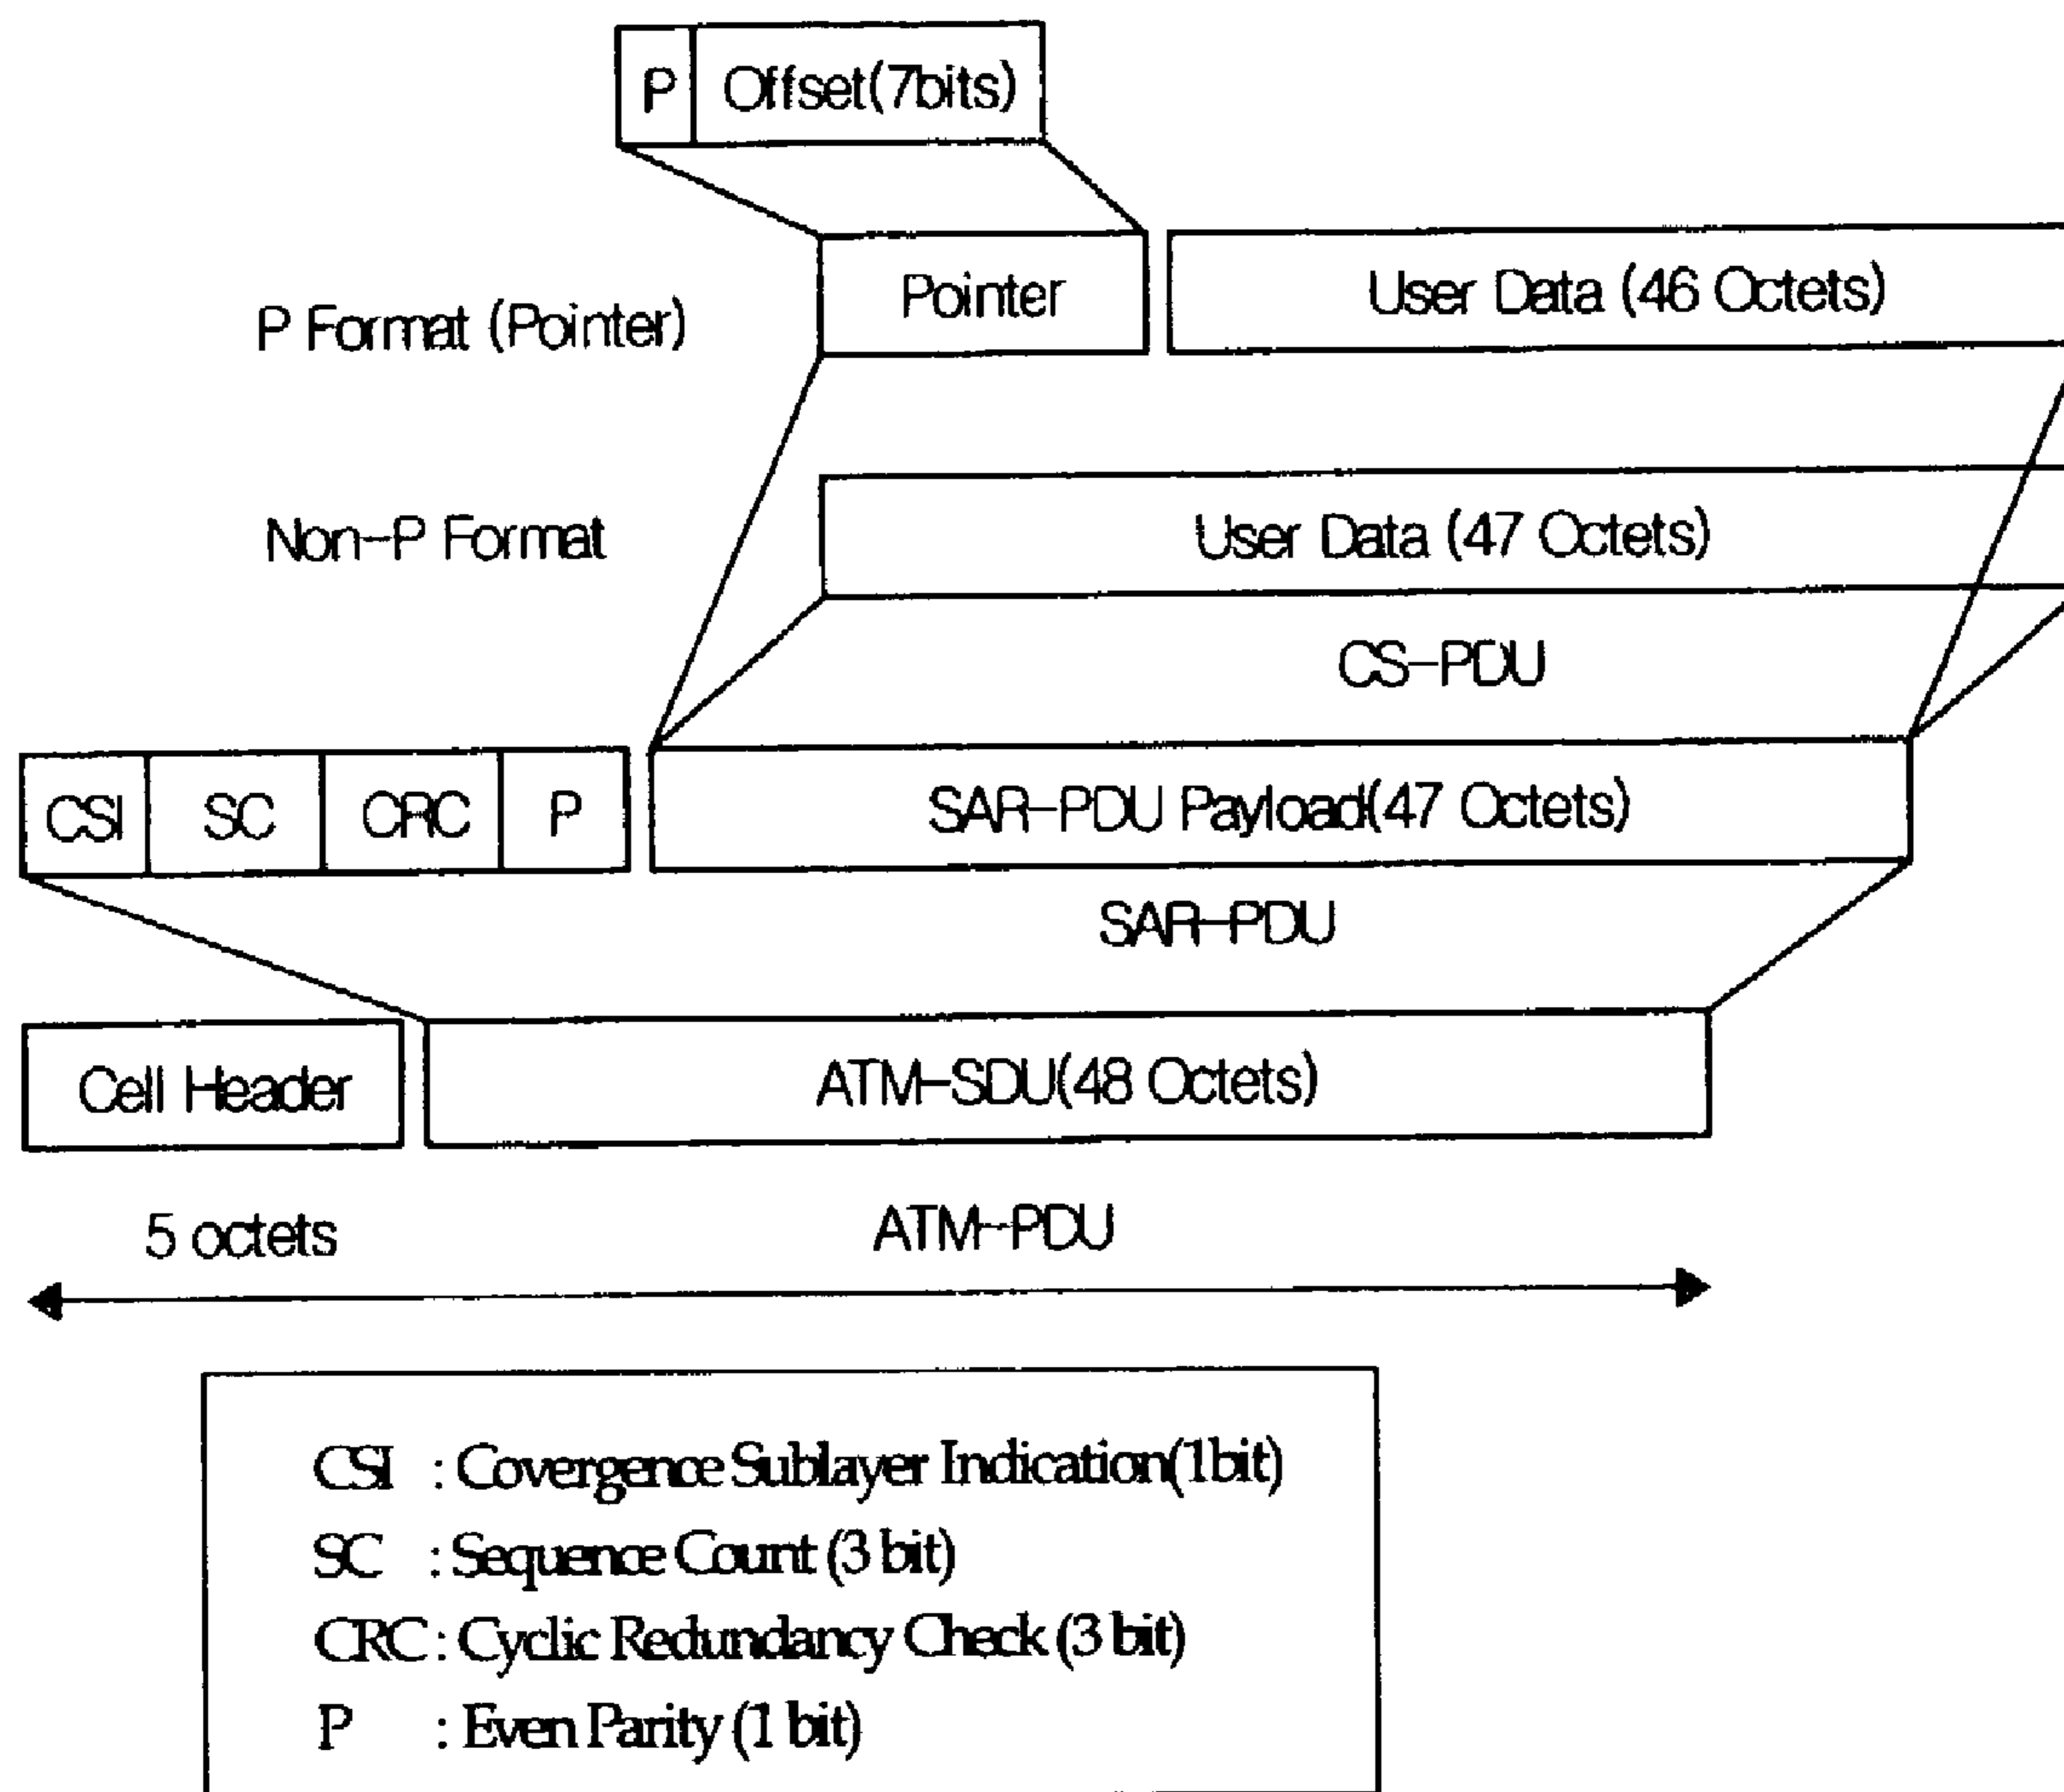 P Offset(7bits)
P Format (Pointer) Pointer User Data (46 Octets)
Non-P Format User Data (47 Octets)
CS-PDU
CSI SC CRC P SAR-PDU Payload(47 Octets)
SAR-PDU
Cell Header ATM-SDU(48 Octets)
5 octets ATM-PDU
CSI : Covergence Sublayer Indication(1bit)
SC : Sequence Count (3 bit)
CRC : Cyclic Redundancy Check (3 bit)
P : Even Parity (1 bit)